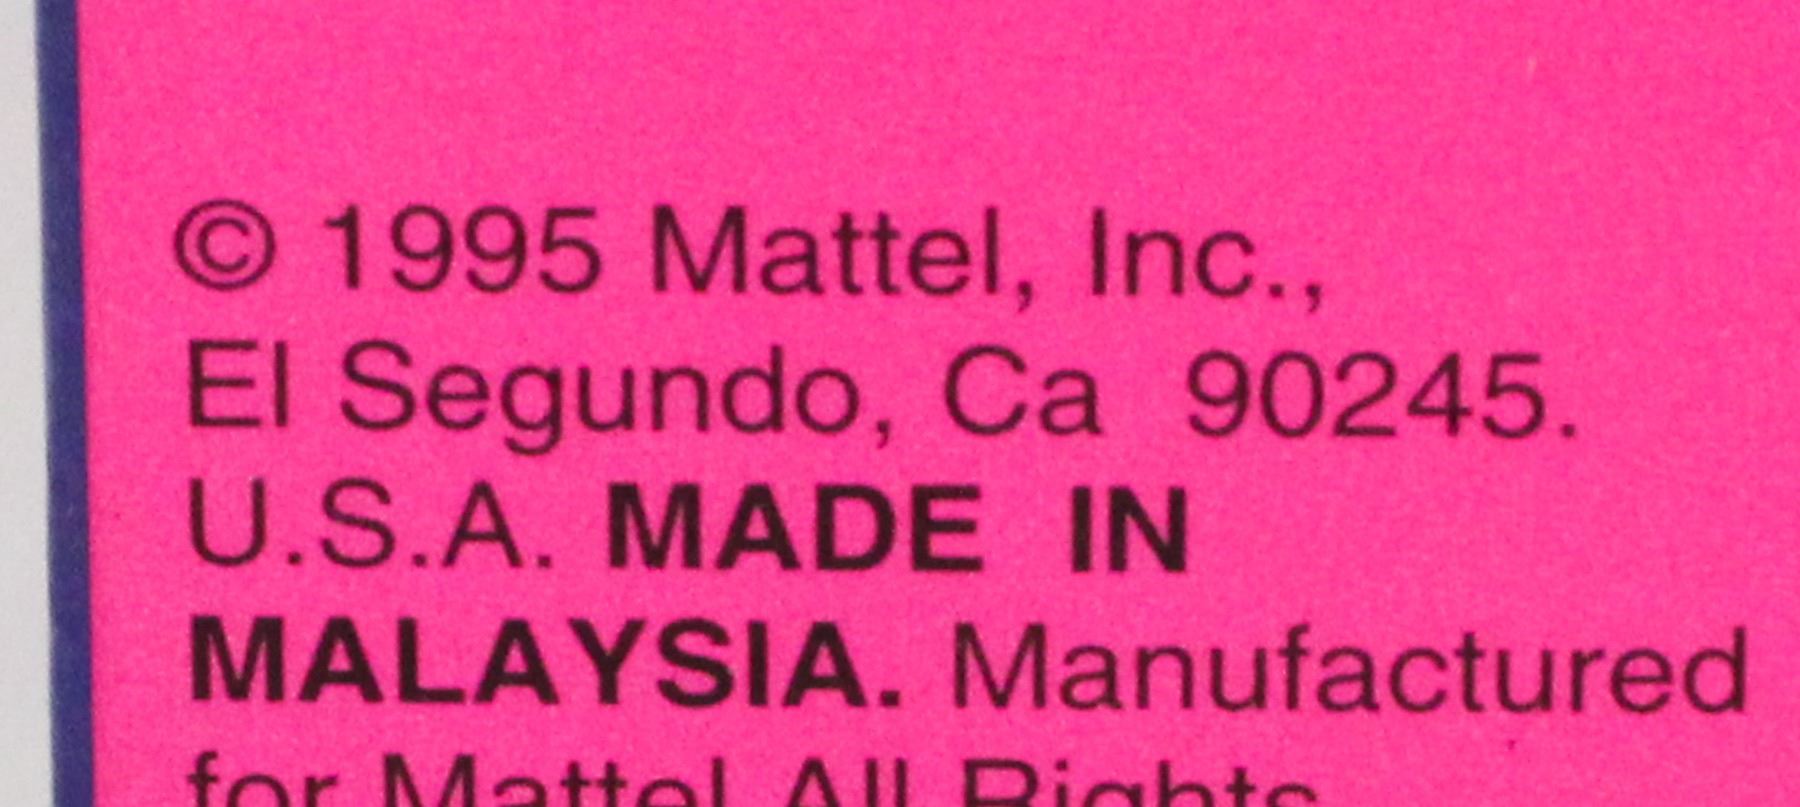 © 1995 Mattel, Inc.,
El Segundo, Ca  90245.
U.S.A. MADE  IN
MALAYSIA. Manufactured
for Mattel All Rights